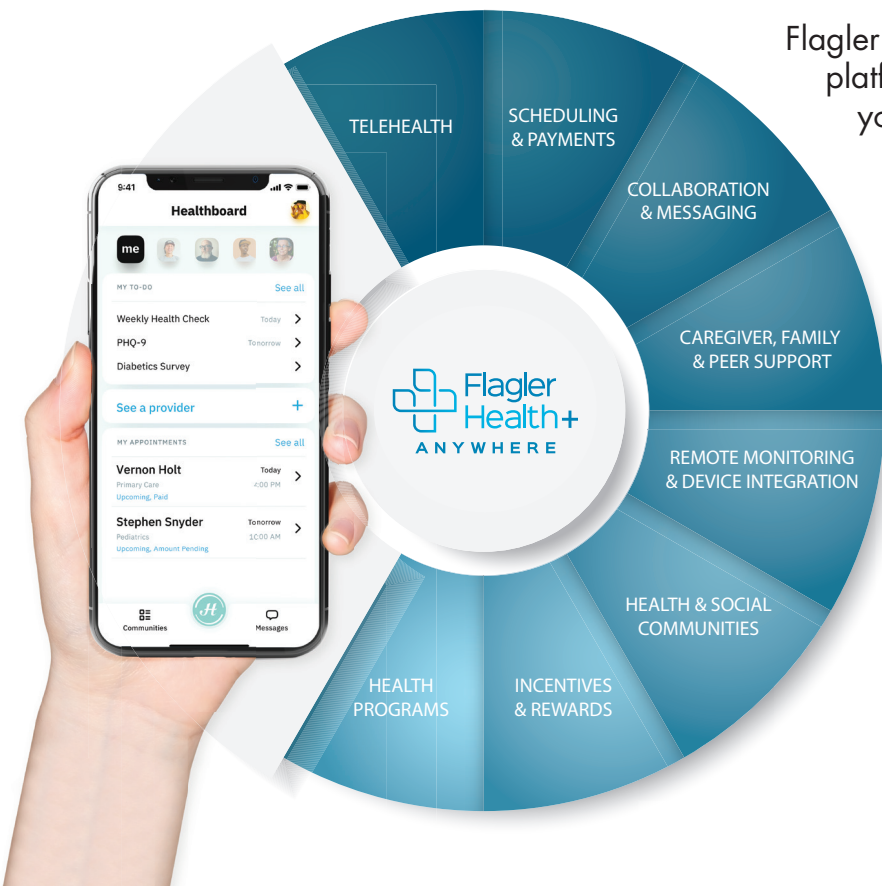 Flagler
TELEHEALTH
SCHEDULING
& PAYMENTS
COLLABORATION
& MESSAGING
CAREGIVER, FAMILY
& PEER SUPPORT
REMOTE MONITORING
& DEVICE INTEGRATION
HEALTH & SOCIAL
COMMUNITIES
INCENTIVES
& REWARDS
HEALTH
PROGRAMS
Flagler
Health+
ANYWHERE
9:41
Healthboard
me
MY TO-DO See all
Weekly Health Check Today
PHQ-9 Tomorrow
Diabetics Survey
See a provider +
MY APPOINTMENTS See all
Vernon Holt Today
Primary Care 4:00 PM
Upcoming, Paid
Stephen Snyder Tomorrow
Pediatrics 10:00 AM
Upcoming, Amount Pending
H
Communities Messages